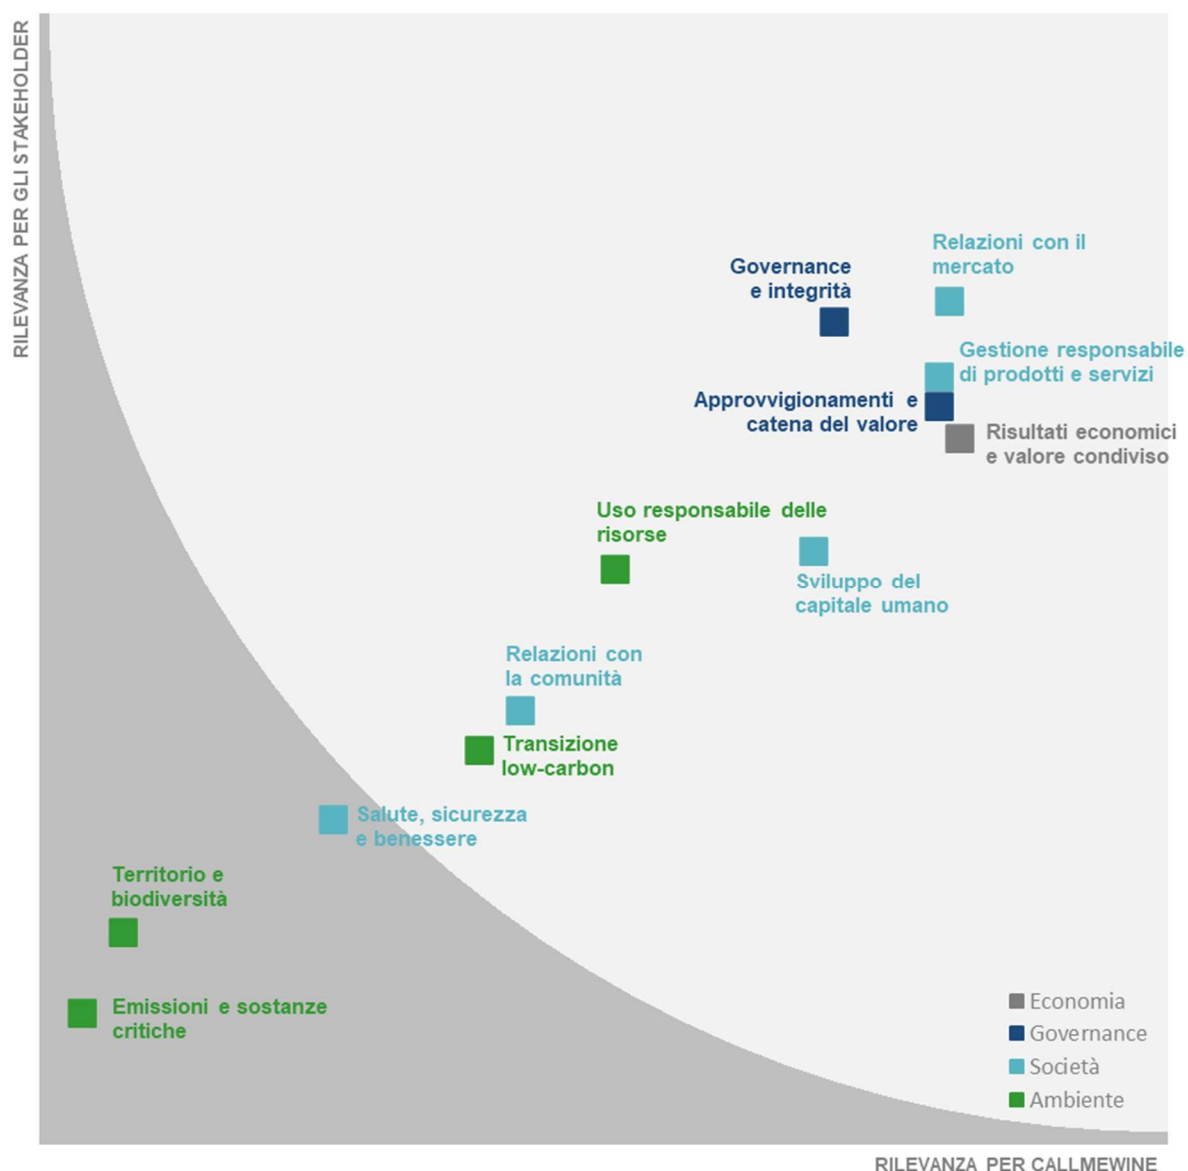 RILEVANZA PER GLI STAKEHOLDER
Relazioni con il
mercato
Governance
e integrità
Gestione responsabile
di prodotti e servizi
Approvvigionamenti e
catena del valore
Risultati economici
e valore condiviso
Uso responsabile delle
risorse
Sviluppo del
capitale umano
Relazioni con
la comunità
Transizione
low-carbon
Salute, sicurezza
e benessere
Territorio e
biodiversità
Emissioni e sostanze
critiche
Economia
Governance
Società
Ambiente
RILEVANZA PER CALLMEWINE